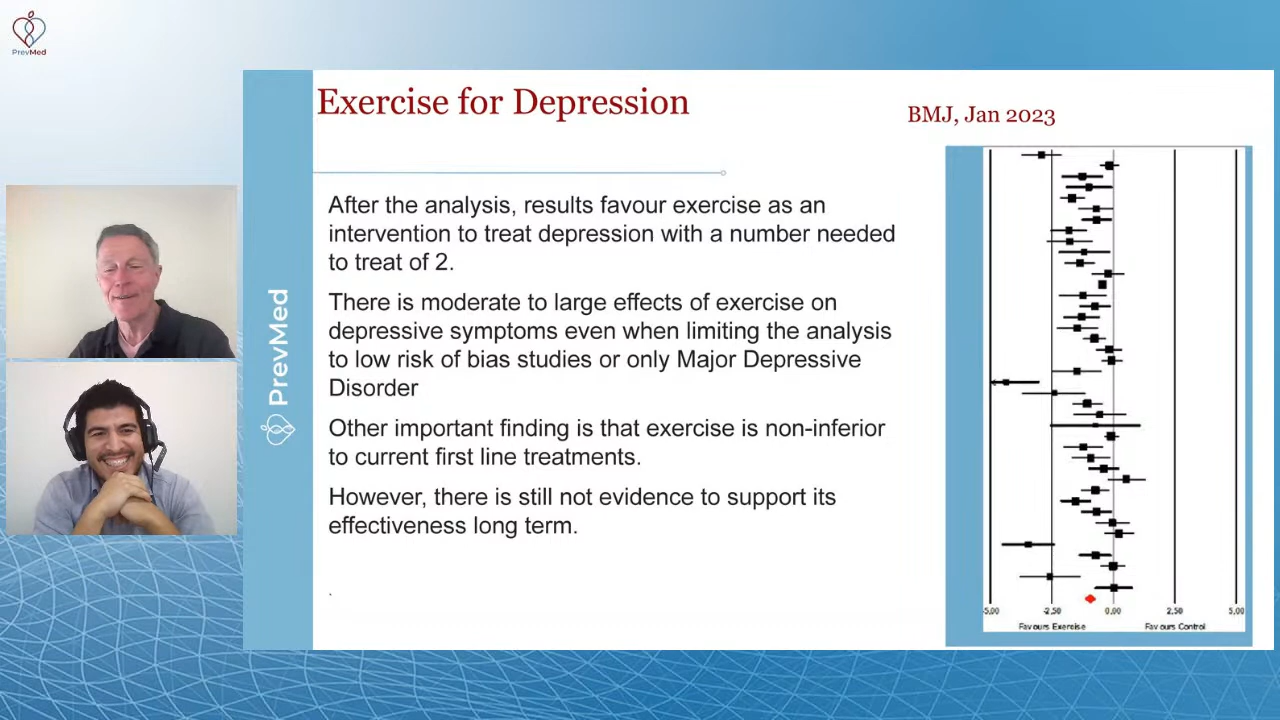 PrevMed
Exercise for Depression
BMJ, Jan 2023
After the analysis, results favour exercise as an
intervention to treat depression with a number needed
to treat of 2.
There is moderate to large effects of exercise on
depressive symptoms even when limiting the analysis
to low risk of bias studies or only Major Depressive
Disorder
Other important finding is that exercise is non-inferior
to current first line treatments.
However, there is still not evidence to support its
effectiveness long term.
.
PrevMed
-5,00 -2,50 0,00 2,50 5,00
Favours Exercise Favours Control